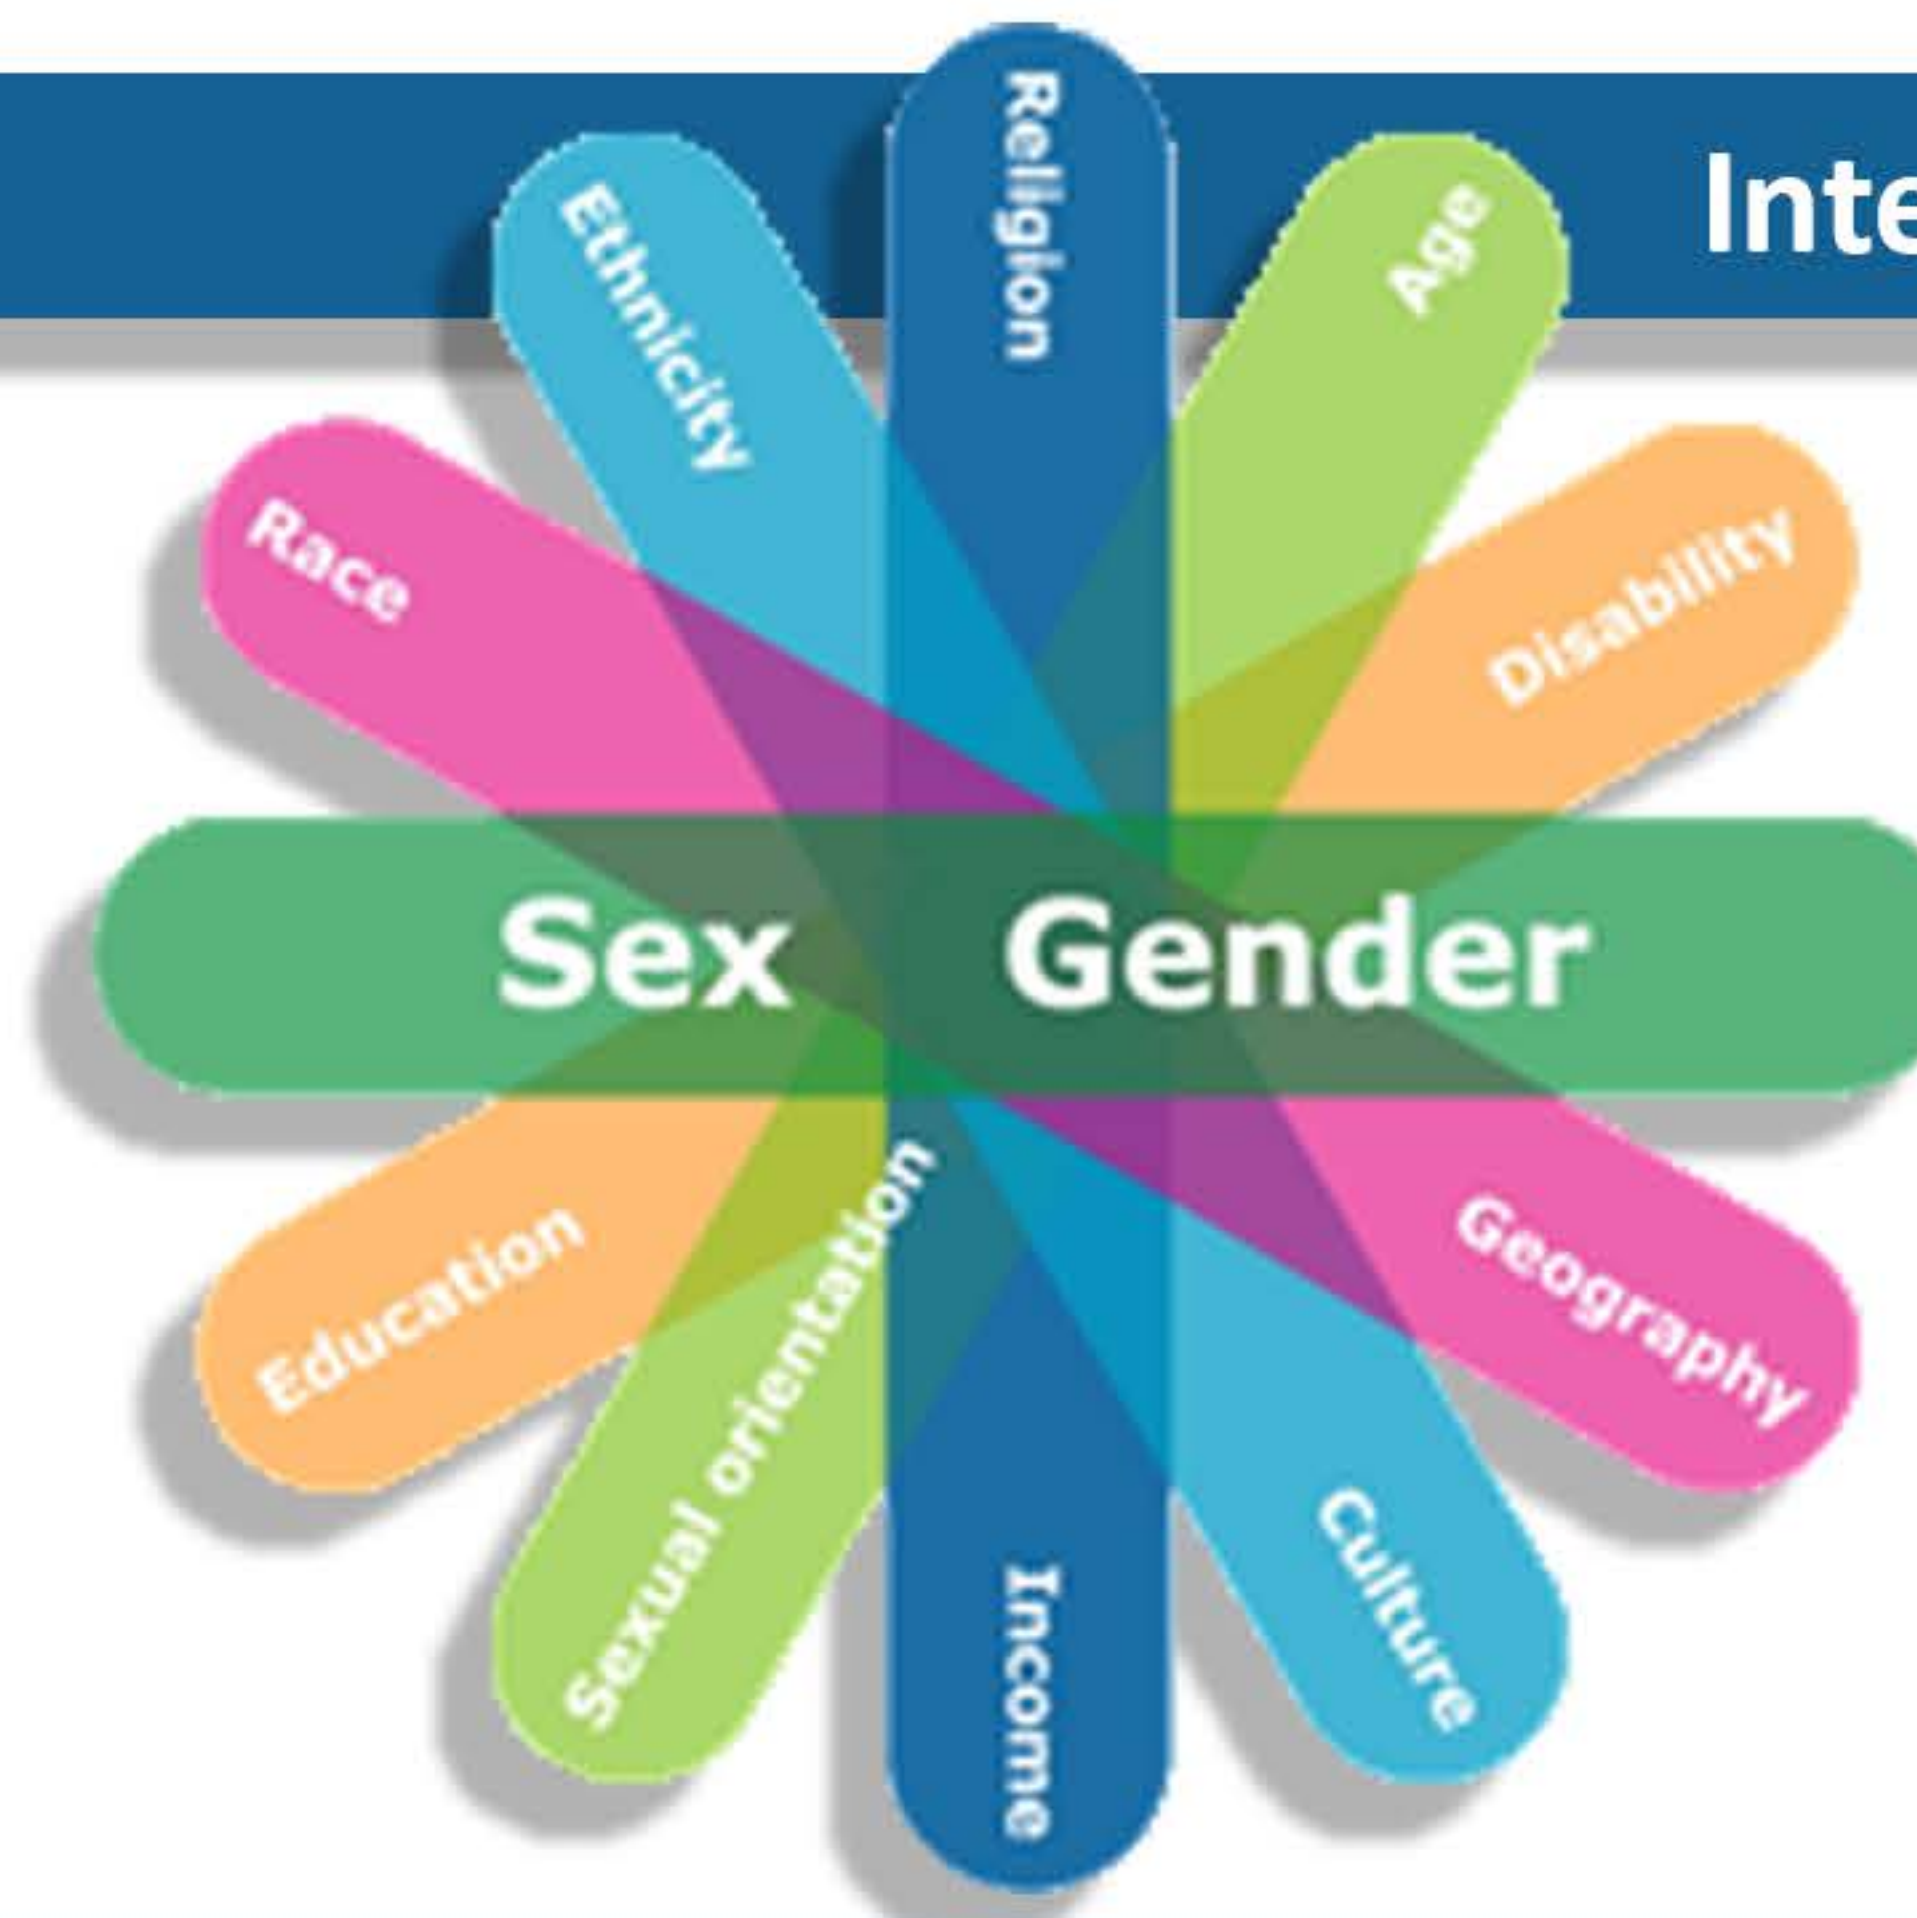 Religion
Inte
Ethnicity
Age
Race
Disability
Sex Gender
Education
Sexual orientation
Geography
Culture
Income